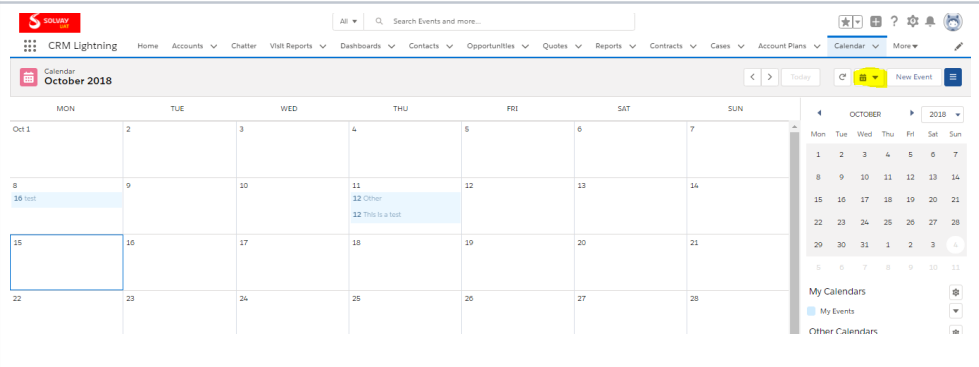 SOLVAY
UAT
All
Search Events and more...
CRM Lightning Home Accounts Chatter Visit Reports Dashboards Contacts Opportunities Quotes Reports Contracts Cases Account Plans Calendar More
Calendar
October 2018
Today
New Event
MON TUE WED THU FRI SAT SUN
Oct 1 2 3 4 5 6 7
8 9 10 11 12 13 14
16 test
12 Other
12 This is a test
15 16 17 18 19 20 21
22 23 24 25 26 27 28
OCTOBER 2018
Mon Tue Wed Thu Fri Sat Sun
1 2 3 4 5 6 7
8 9 10 11 12 13 14
15 16 17 18 19 20 21
22 23 24 25 26 27 28
29 30 31 1 2 3 4
5 6 7 8 9 10 11
My Calendars
My Events
Other Calendars